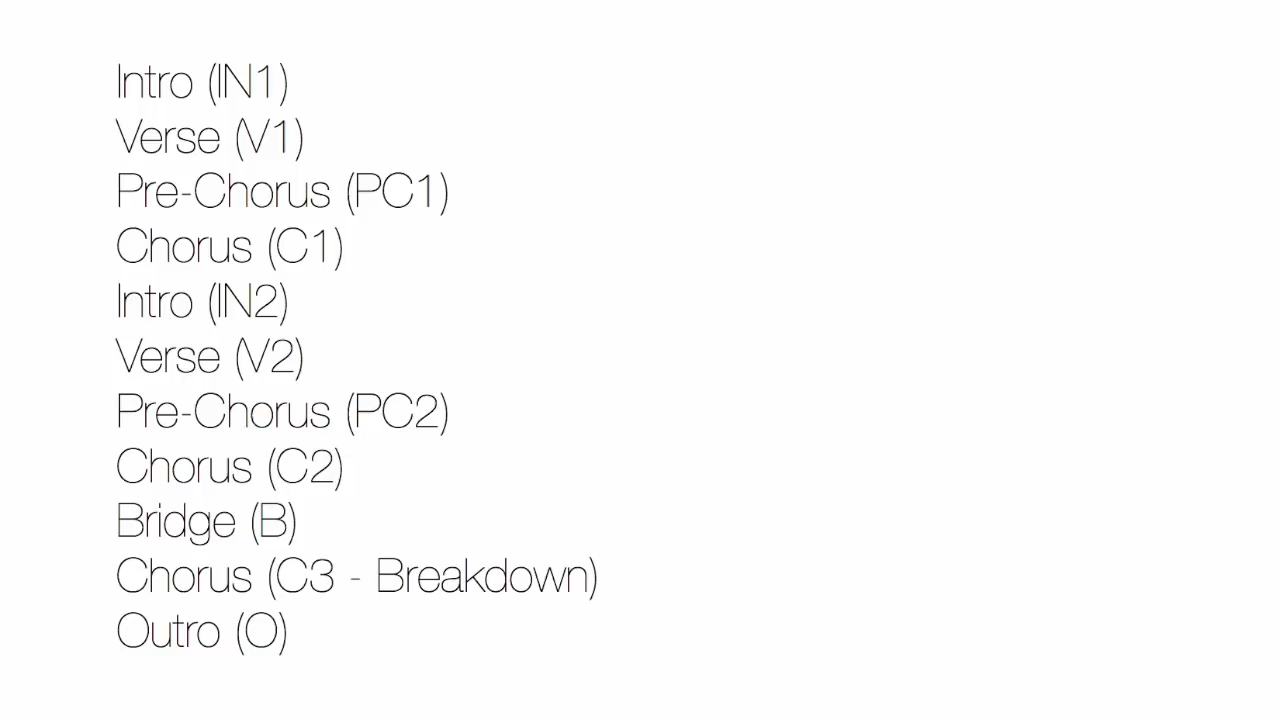 Intro (IN1)
Verse (V1)
Pre-Chorus (PC1)
Chorus (C1)
Intro (IN2)
Verse (V2)
Pre-Chorus (PC2)
Chorus (C2)
Bridge (B)
Chorus (C3 - Breakdown)
Outro (O)